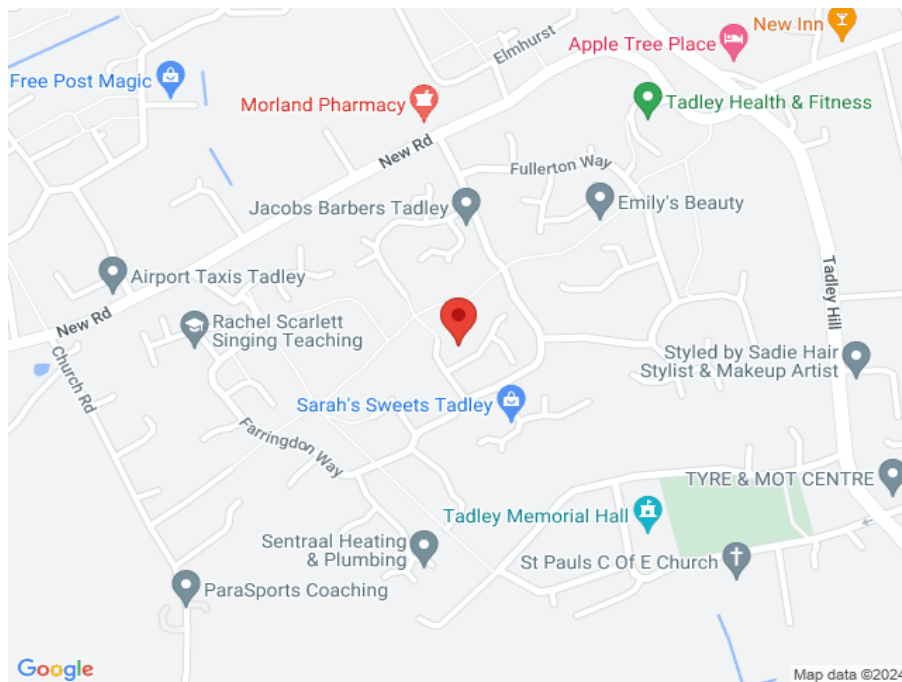 New Inn
Elmhurst
Apple Tree Place
Free Post Magic
Morland Pharmacy
Tadley Health & Fitness
New Rd
Fullerton Way
Jacobs Barbers Tadley
Emily's Beauty
Airport Taxis Tadley
Tadley Hill
New Rd
Rachel Scarlett
Singing Teaching
Church Rd
Styled by Sadie Hair
Stylist & Makeup Artist
Sarah's Sweets Tadley
Farringdon Way
TYRE & MOT CENTRE
Tadley Memorial Hall
Sentraal Heating
& Plumbing
St Pauls C Of E Church
ParaSports Coaching
Google
Map data ©2024